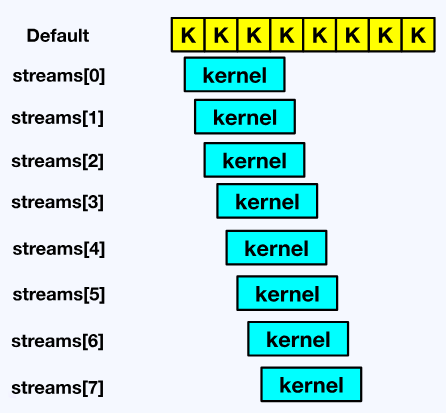 Default K K K K K K K K
streams[0] kernel
streams[1] kernel
streams[2] kernel
streams[3] kernel
streams[4] kernel
streams[5] kernel
streams[6] kernel
streams[7] kernel